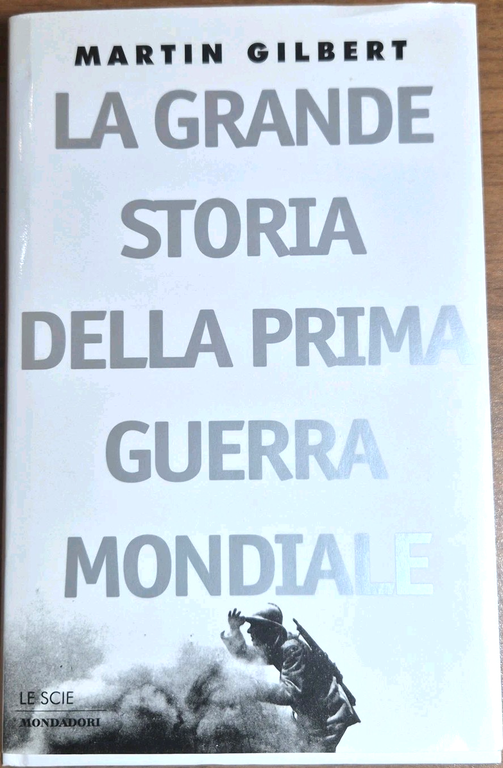 MARTIN GILBERT
LA GRANDE
STORIA
DELLA PRIMA
GUERRA
MONDIALE
LE SCIE
MONDADORI